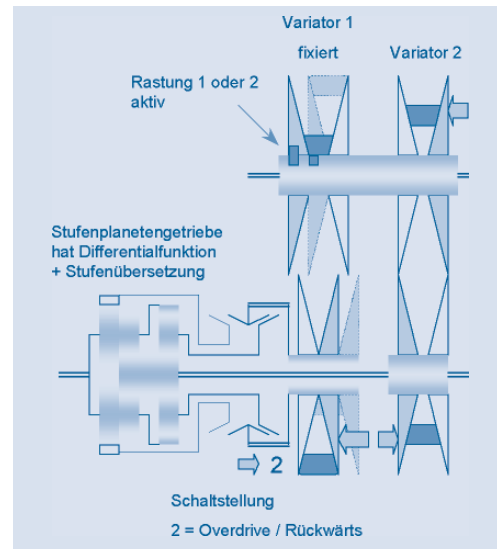 Variator 1
fixiert
Variator 2
Rastung 1 oder 2
aktiv
Stufenplanetengetriebe
hat Differentialfunktion
+ Stufenübersetzung
2
Schaltstellung
2 = Overdrive / Rückwärts